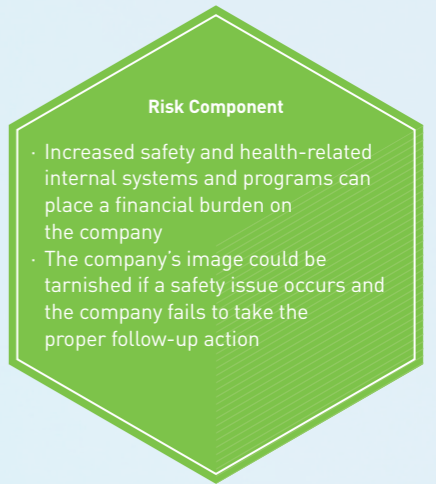 Risk Component
· Increased safety and health-related
internal systems and programs can
place a financial burden on
the company
· The company’s image could be
tarnished if a safety issue occurs and
the company fails to take the
proper follow-up action